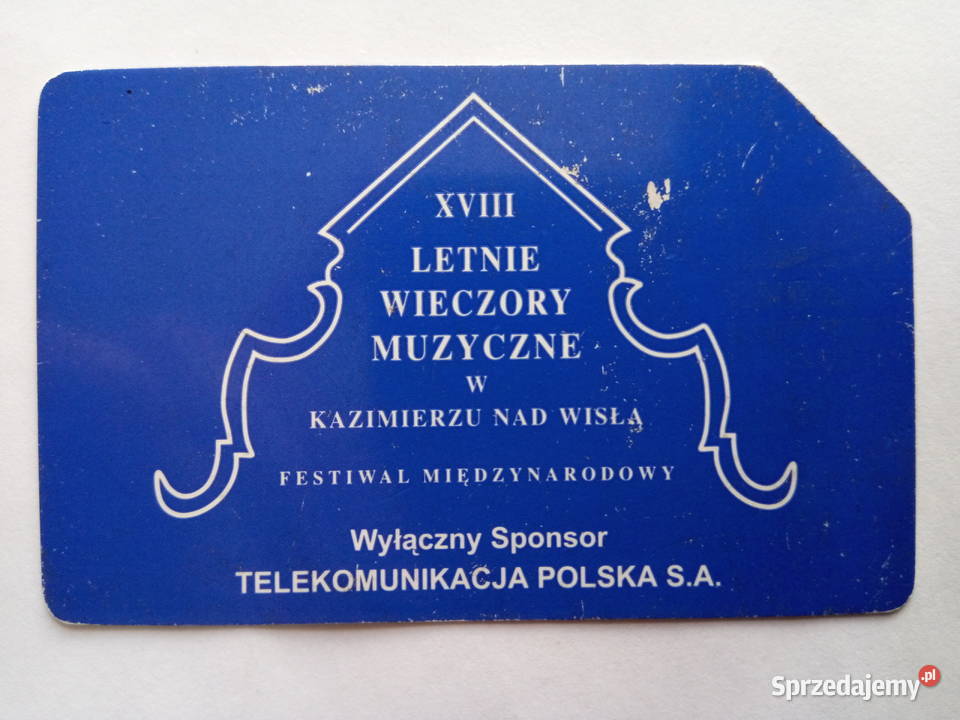 XVIII
LETNIE
WIECZORY
MUZYCZNE
W
KAZIMIERZU NAD WISŁĄ
FESTIWAL MIĘDZYNARODOWY
Wyłączny Sponsor
TELEKOMUNIKACJA POLSKA S.A.
Sprzedajemy.pl